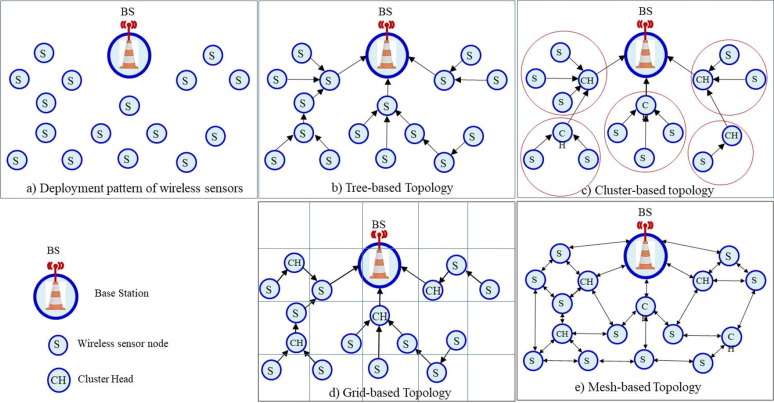 BS
S
S S S S
S S
S S S S
S S S S S
a) Deployment pattern of wireless sensors
BS
S S
S S S S
S S
S S S S
S S S S
b) Tree-based Topology
BS
S S
S CH CH S
S C
H
C S S CH
H
S S S S
c) Cluster-based topology
BS
Base Station
S Wireless sensor node
CH Cluster Head
BS
CH S
S S CH S
S CH
CH S S S
S S S S
d) Grid-based Topology
BS
S S
S CH CH S
S C
CH S S C
H
S S S S
e) Mesh-based Topology